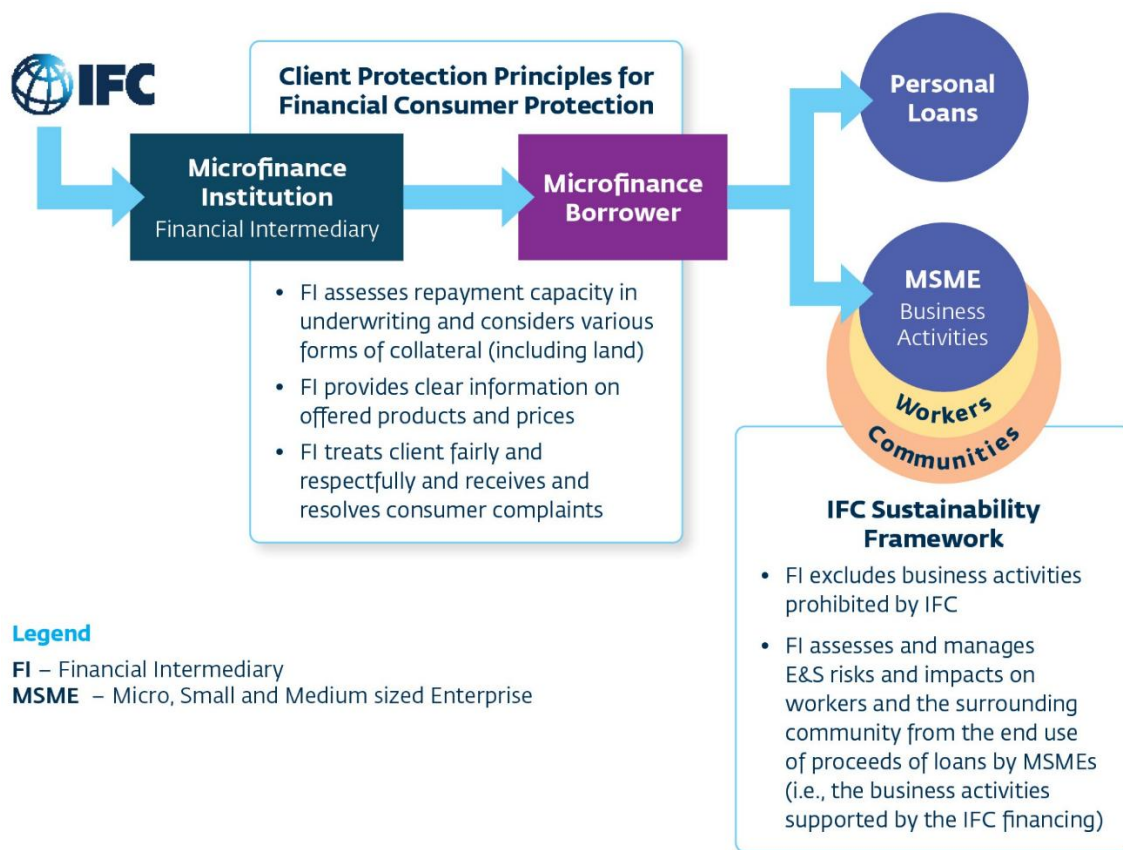 IFC
Client Protection Principles for
Financial Consumer Protection
Microfinance
Institution
Financial Intermediary
Microfinance
Borrower
Personal
Loans
MSME
Business
Activities
Workers
Communities
• FI assesses repayment capacity in
underwriting and considers various
forms of collateral (including land)
• FI provides clear information on
offered products and prices
• FI treats client fairly and
respectfully and receives and
resolves consumer complaints
IFC Sustainability
Framework
• FI excludes business activities
prohibited by IFC
• FI assesses and manages
E&S risks and impacts on
workers and the surrounding
community from the end use
of proceeds of loans by MSMEs
(i.e., the business activities
supported by the IFC financing)
Legend
FI – Financial Intermediary
MSME – Micro, Small and Medium sized Enterprise